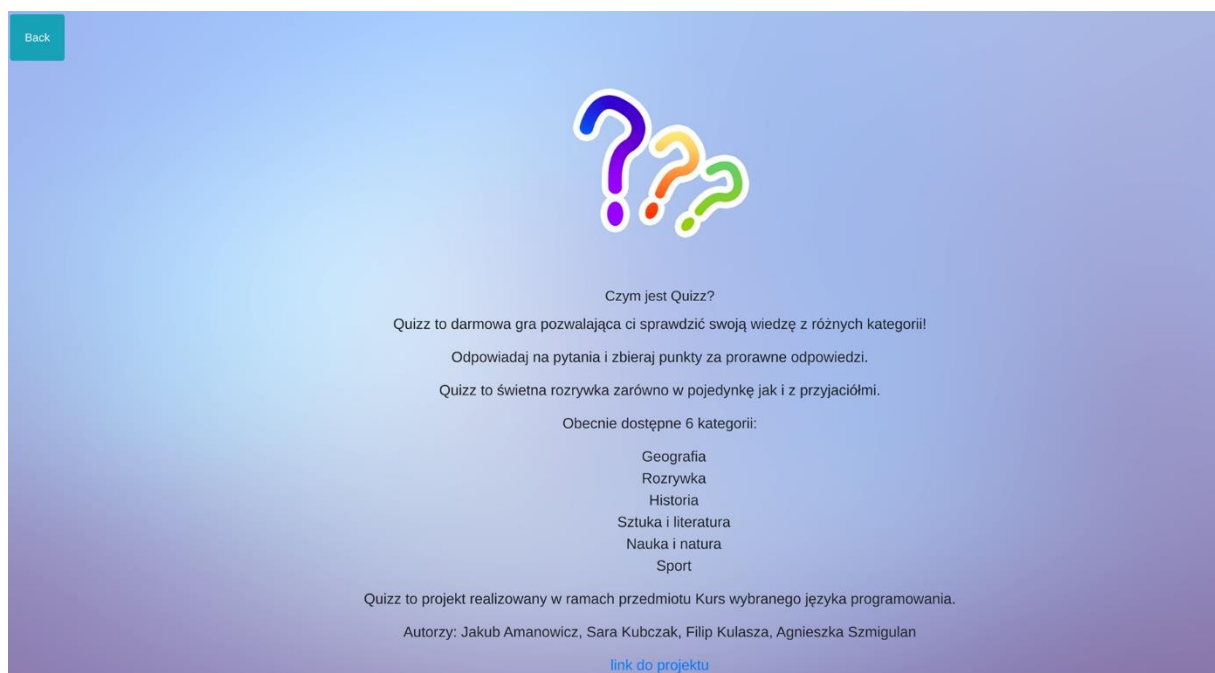 Back
Czym jest Quizz?
Quizz to darmowa gra pozwalająca ci sprawdzić swoją wiedzę z różnych kategorii!
Odpowiadaj na pytania i zbieraj punkty za prorawne odpowiedzi.
Quizz to świetna rozrywka zarówno w pojedynkę jak i z przyjaciółmi.
Obecnie dostępne 6 kategorii:
Geografia
Rozrywka
Historia
Sztuka i literatura
Nauka i natura
Sport
Quizz to projekt realizowany w ramach przedmiotu Kurs wybranego języka programowania.
Autorzy: Jakub Amanowicz, Sara Kubczak, Filip Kulasza, Agnieszka Szmigulan
link do projektu